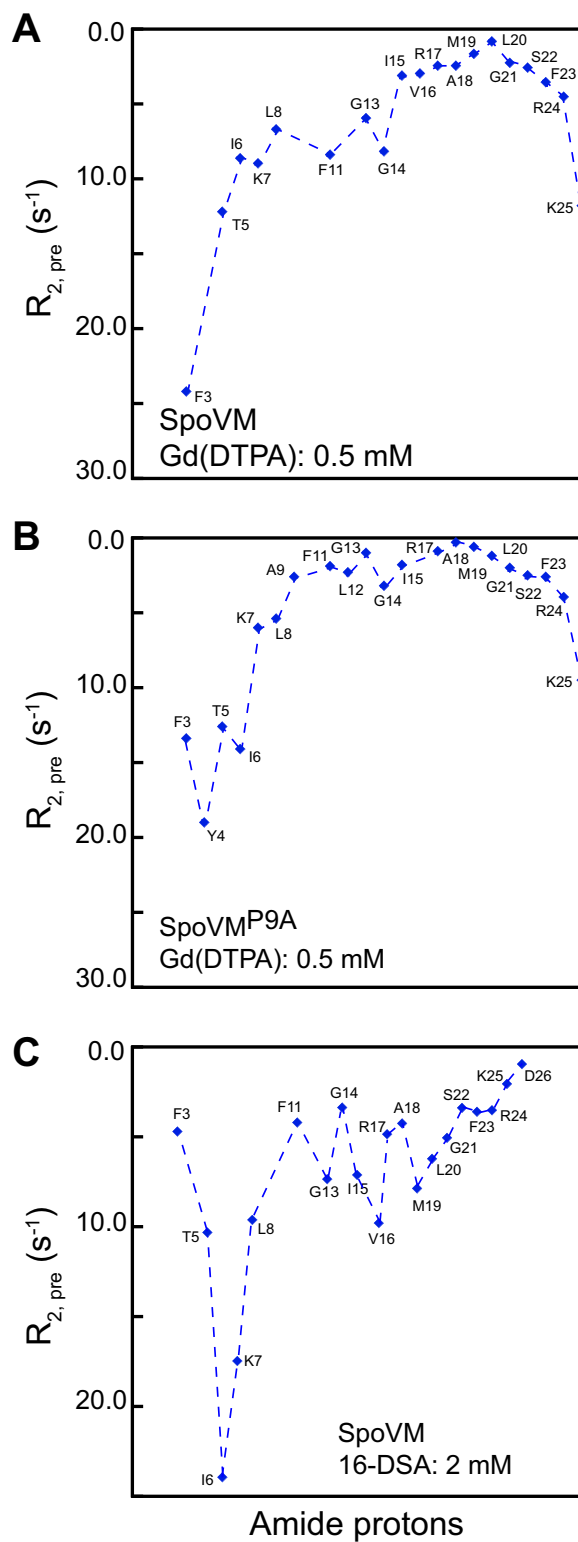 A
0.0
10.0
20.0
30.0
R2, pre (s-1)
F3
T5
I6
K7
L8
F11
G13
G14
I15
V16
R17
A18
M19
L20
G21
S22
F23
R24
K25
SpoVM
Gd(DTPA): 0.5 mM
B
0.0
10.0
20.0
30.0
R2, pre (s-1)
F3
Y4
T5
I6
K7
L8
A9
F11
L12
G13
G14
I15
R17
A18
M19
L20
G21
S22
F23
R24
K25
SpoVMP9A
Gd(DTPA): 0.5 mM
C
0.0
10.0
20.0
R2, pre (s-1)
F3
T5
I6
K7
L8
F11
G13
G14
I15
V16
R17
A18
M19
L20
G21
S22
F23
R24
K25
D26
SpoVM
16-DSA: 2 mM
Amide protons